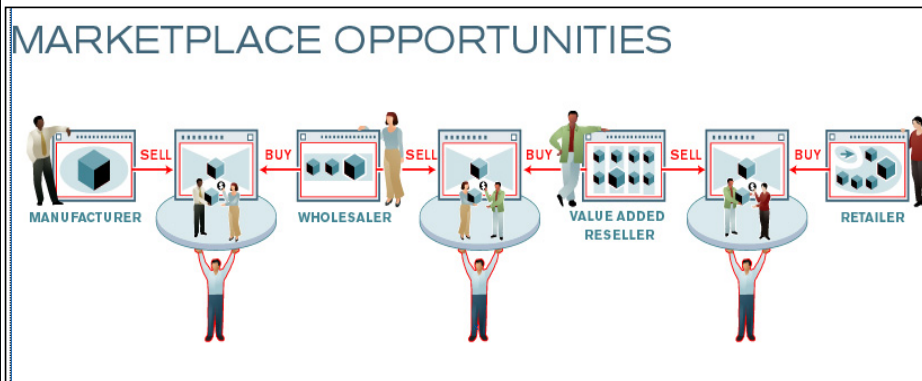 MARKETPLACE OPPORTUNITIES
SELL
BUY
SELL
BUY
SELL
BUY
MANUFACTURER
WHOLESALER
VALUE ADDED
RESELLER
RETAILER